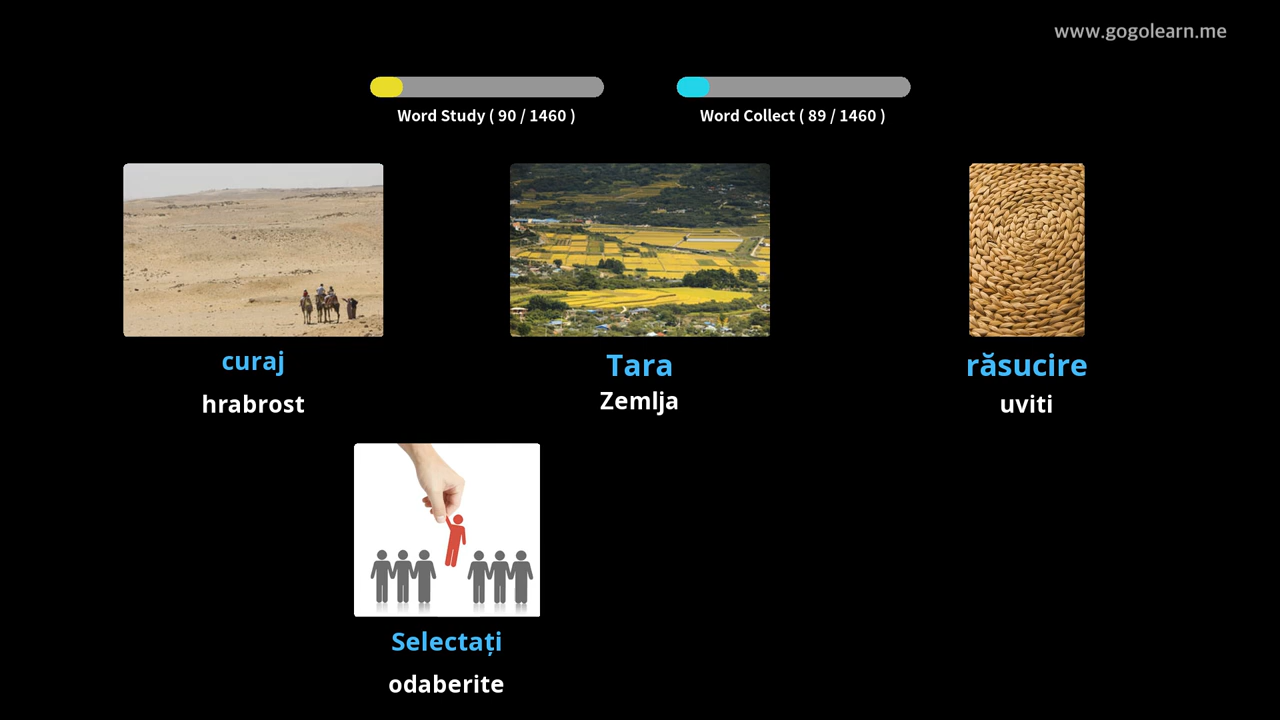 www.gogolearn.me
Word Study ( 90 / 1460 )
Word Collect ( 89 / 1460 )
curaj
hrabrost
Tara
Zemlja
răsucire
uviti
Selectați
odaberite